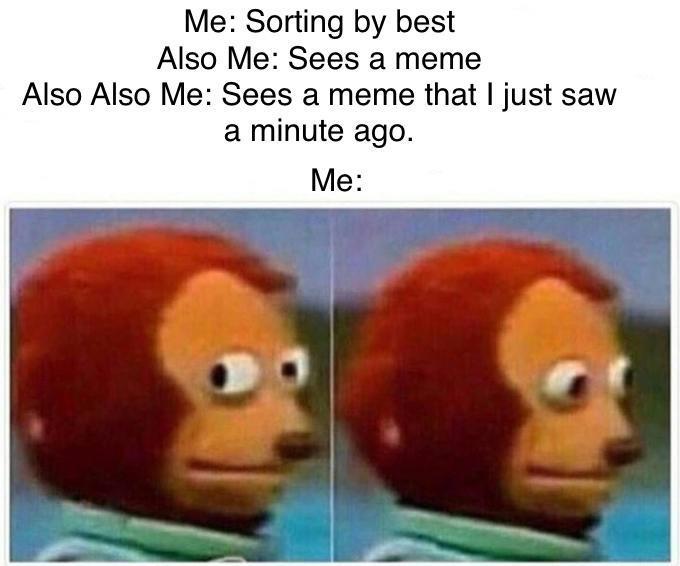 Me: Sorting by best
Also Me: Sees a meme
Also Also Me: Sees a meme that I just saw
a minute ago.
Me: